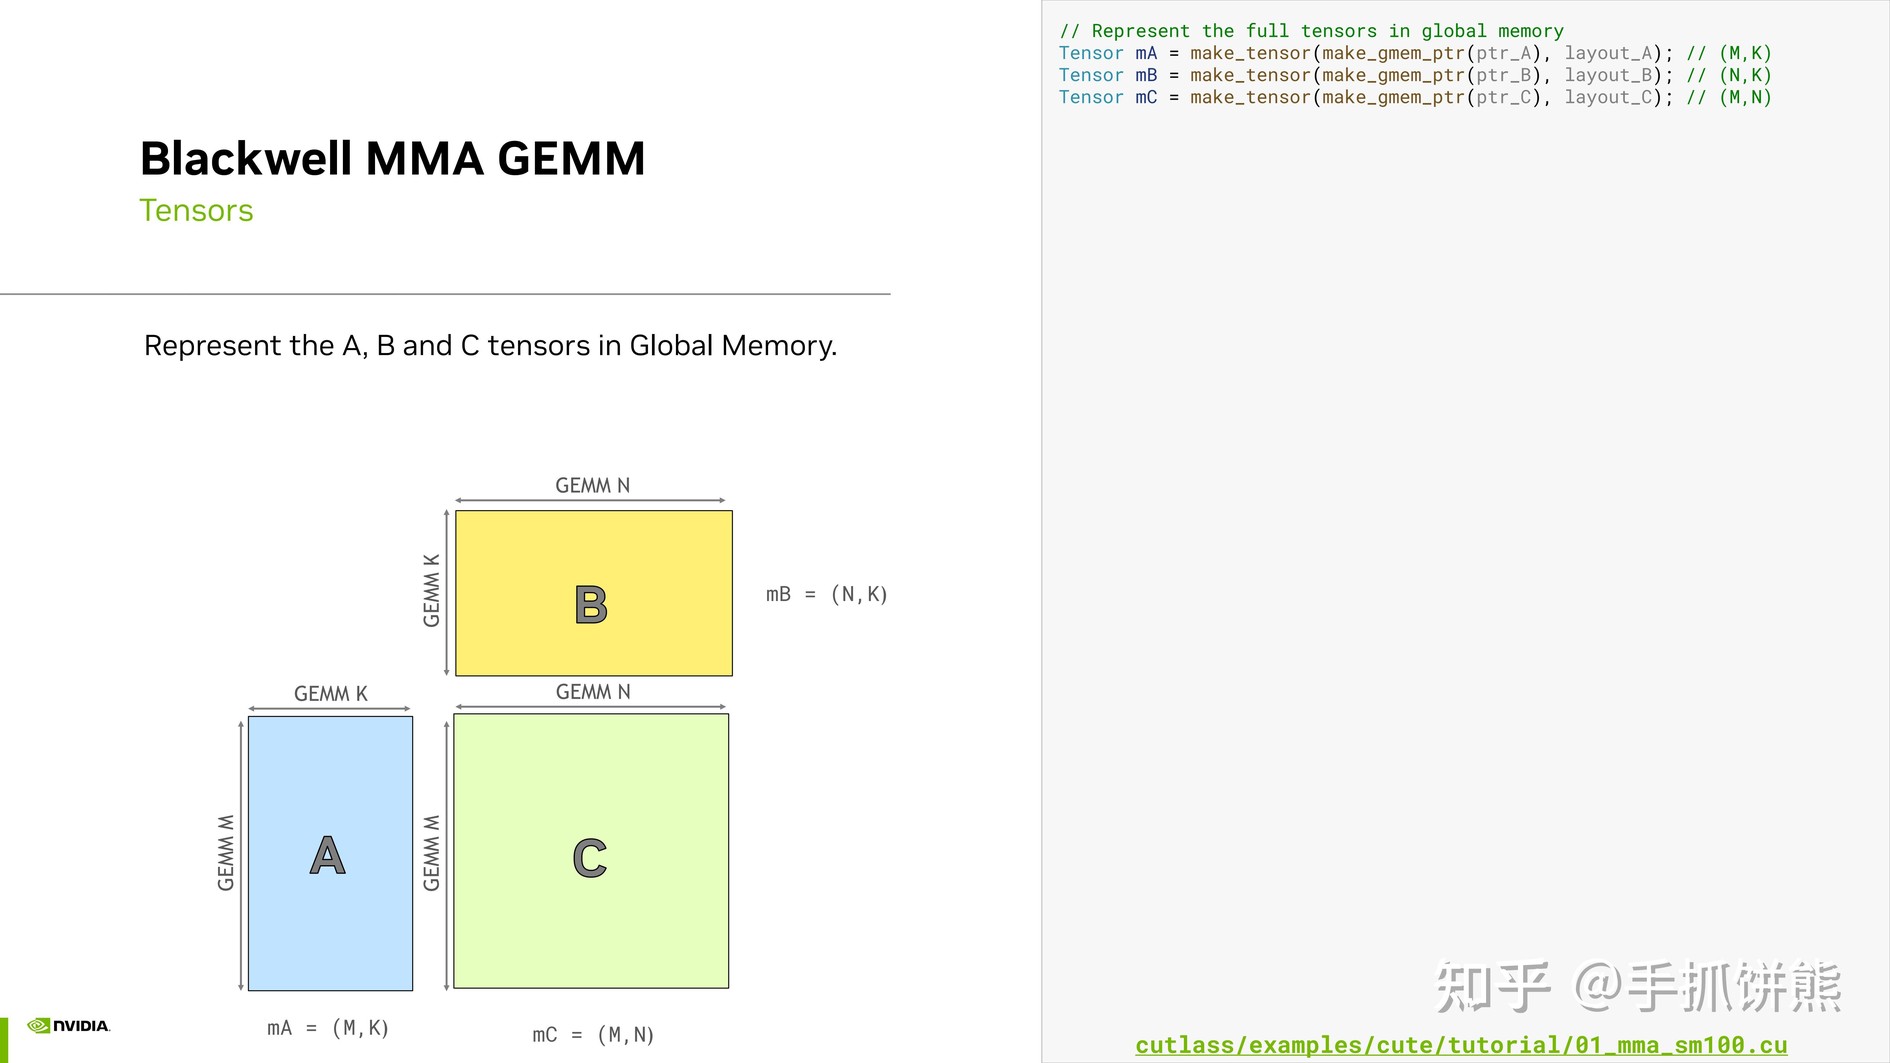 Blackwell MMA GEMM
Tensors
Represent the A, B and C tensors in Global Memory.
GEMM N
GEMM K
B
mB = (N,K)
GEMM K
GEMM N
GEMM M
A
GEMM M
C
mA = (M,K)
mC = (M,N)
NVIDIA.
// Represent the full tensors in global memory
Tensor mA = make_tensor(make_gmem_ptr(ptr_A), layout_A); // (M,K)
Tensor mB = make_tensor(make_gmem_ptr(ptr_B), layout_B); // (N,K)
Tensor mC = make_tensor(make_gmem_ptr(ptr_C), layout_C); // (M,N)
知乎 @手抓饼熊
cutlass/examples/cute/tutorial/01_mma_sm100.cu